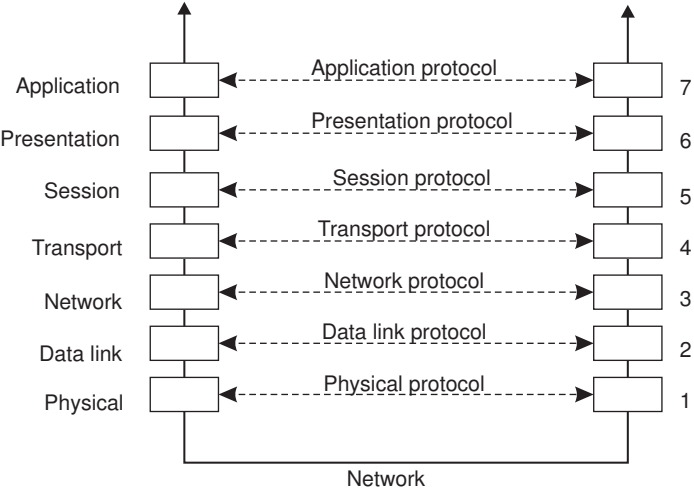 Application Application protocol 7
Presentation Presentation protocol 6
Session Session protocol 5
Transport Transport protocol 4
Network Network protocol 3
Data link Data link protocol 2
Physical Physical protocol 1
Network